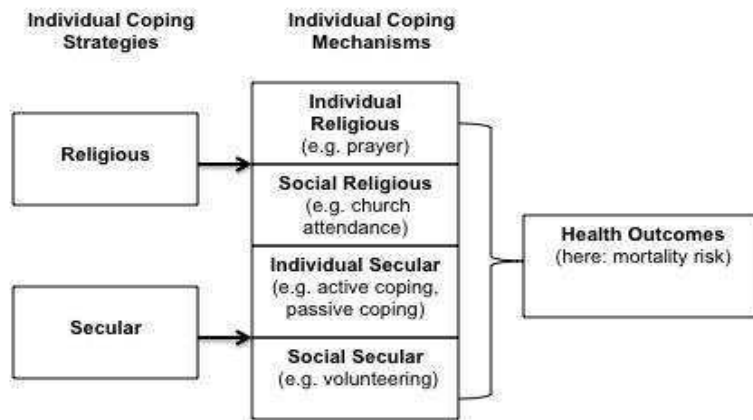 Individual Coping
Strategies
Individual Coping
Mechanisms
Religious
Secular
Individual
Religious
(e.g. prayer)
Social Religious
(e.g. church
attendance)
Individual Secular
(e.g. active coping,
passive coping)
Social Secular
(e.g. volunteering)
Health Outcomes
(here: mortality risk)